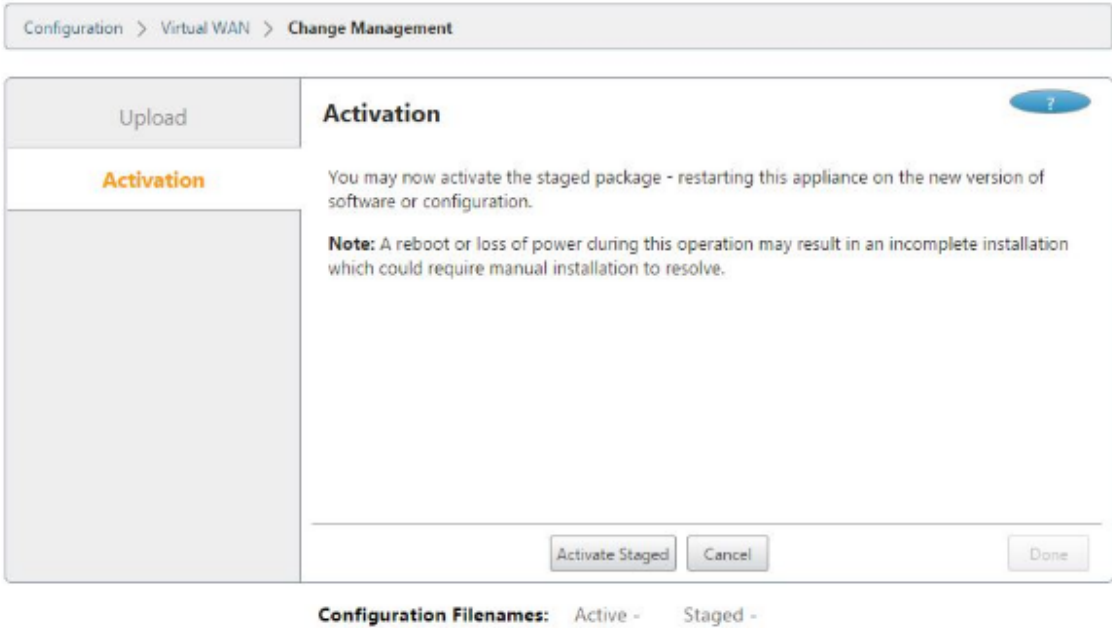 Configuration > Virtual WAN > Change Management
Upload
Activation
Activation
?
You may now activate the staged package - restarting this appliance on the new version of
software or configuration.
Note: A reboot or loss of power during this operation may result in an incomplete installation
which could require manual installation to resolve.
Activate Staged
Cancel
Done
Configuration Filenames: Active - Staged -